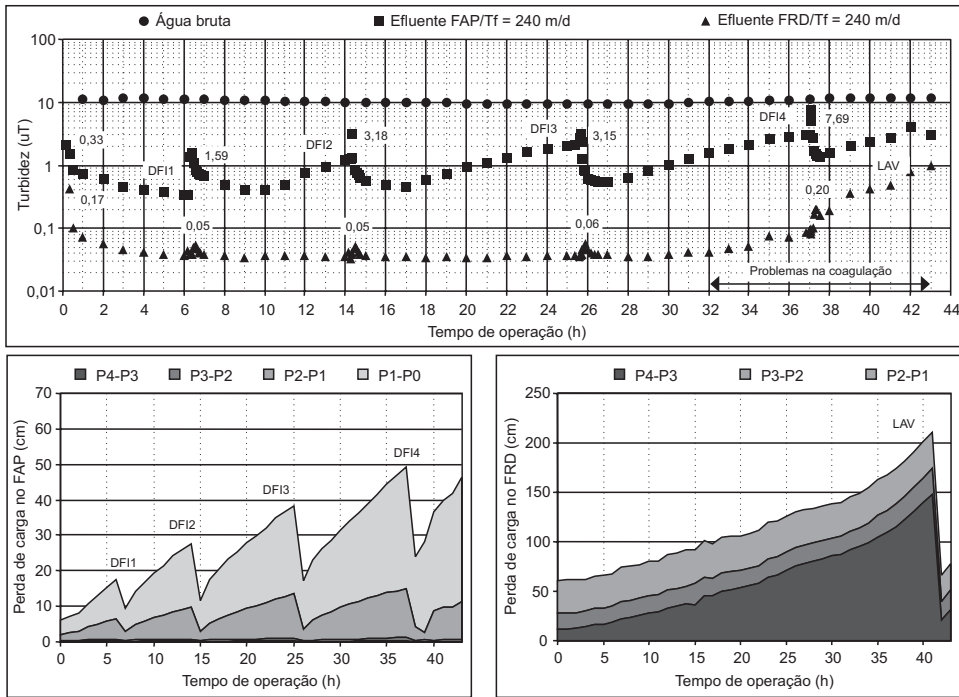 Água bruta Efluente FAP/Tf = 240 m/d Efluente FRD/Tf = 240 m/d
Turbidez (uT)
100
10
1
0,1
0,01
0,33
0,17
DFI1
1,59
0,05
DFI2
3,18
0,05
DFI3
3,15
0,06
DFI4
7,69
0,20
LAV
Problemas na coagulação
0 2 4 6 8 10 12 14 16 18 20 22 24 26 28 30 32 34 36 38 40 42 44
Tempo de operação (h)
P4-P3 P3-P2 P2-P1 P1-P0
Perda de carga no FAP (cm)
70
60
50
40
30
20
10
0
DFI1
DFI2
DFI3
DFI4
0 5 10 15 20 25 30 35 40
Tempo de operação (h)
P4-P3 P3-P2 P2-P1
Perda de carga no FRD (cm)
250
200
150
100
50
0
LAV
0 5 10 15 20 25 30 35 40
Tempo de operação (h)